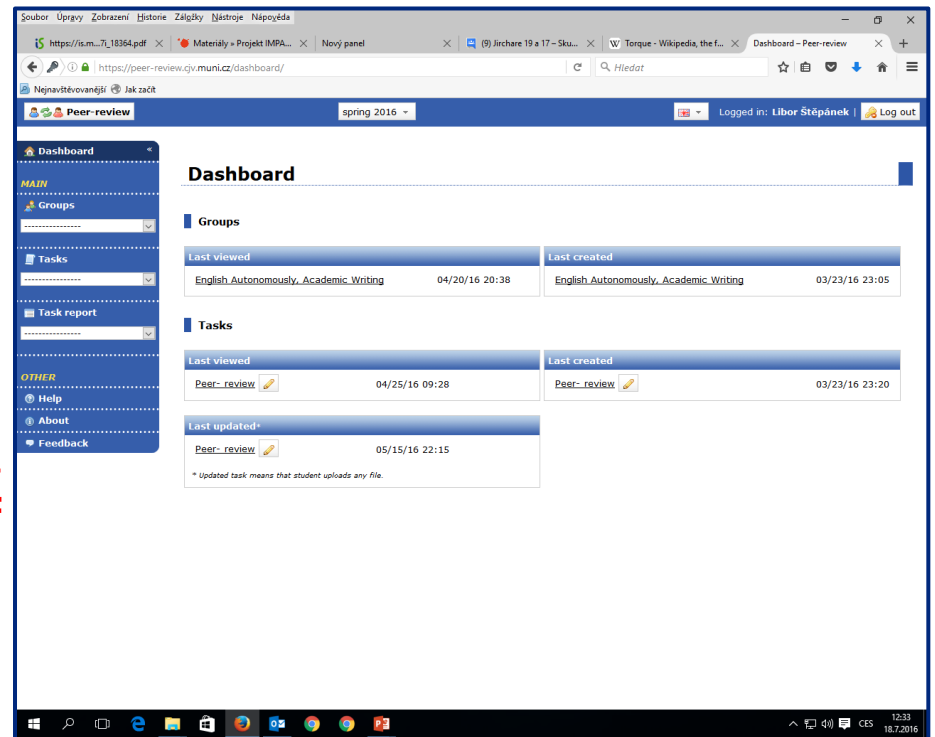 Soubor Úpravy Zobrazení Historie Záložky Nástroje Nápověda
https://is.m...7i_18364.pdf
Materiály » Projekt IMPA...
Nový panel
(9) Jirchare 19 a 17 – Sku...
Torque - Wikipedia, the f...
Dashboard – Peer-review
https://peer-review.cjv.muni.cz/dashboard/
Hledat
Nejnavštěvovanější Jak začít
Peer-review
spring 2016
Logged in: Libor Štěpánek | Log out
Dashboard «
MAIN
Groups
----------------
Tasks
----------------
Task report
----------------
OTHER
Help
About
Feedback
Dashboard
Groups
Last viewed
English Autonomously, Academic Writing 04/20/16 20:38
Last created
English Autonomously, Academic Writing 03/23/16 23:05
Tasks
Last viewed
Peer- review 04/25/16 09:28
Last created
Peer- review 03/23/16 23:20
Last updated*
Peer- review 05/15/16 22:15
* Updated task means that student uploads any file.
CES
12:33
18.7.2016